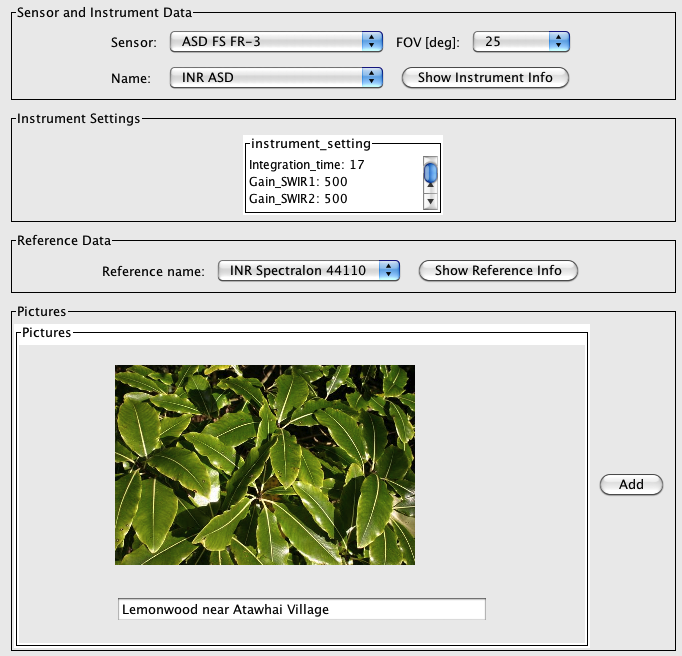 Sensor and Instrument Data
Sensor: ASD FS FR-3 FOV [deg]: 25
Name: INR ASD Show Instrument Info
Instrument Settings
instrument_setting
Integration_time: 17
Gain_SWIR1: 500
Gain_SWIR2: 500
Reference Data
Reference name: INR Spectralon 44110 Show Reference Info
Pictures
Pictures
Add
Lemonwood near Atawhai Village